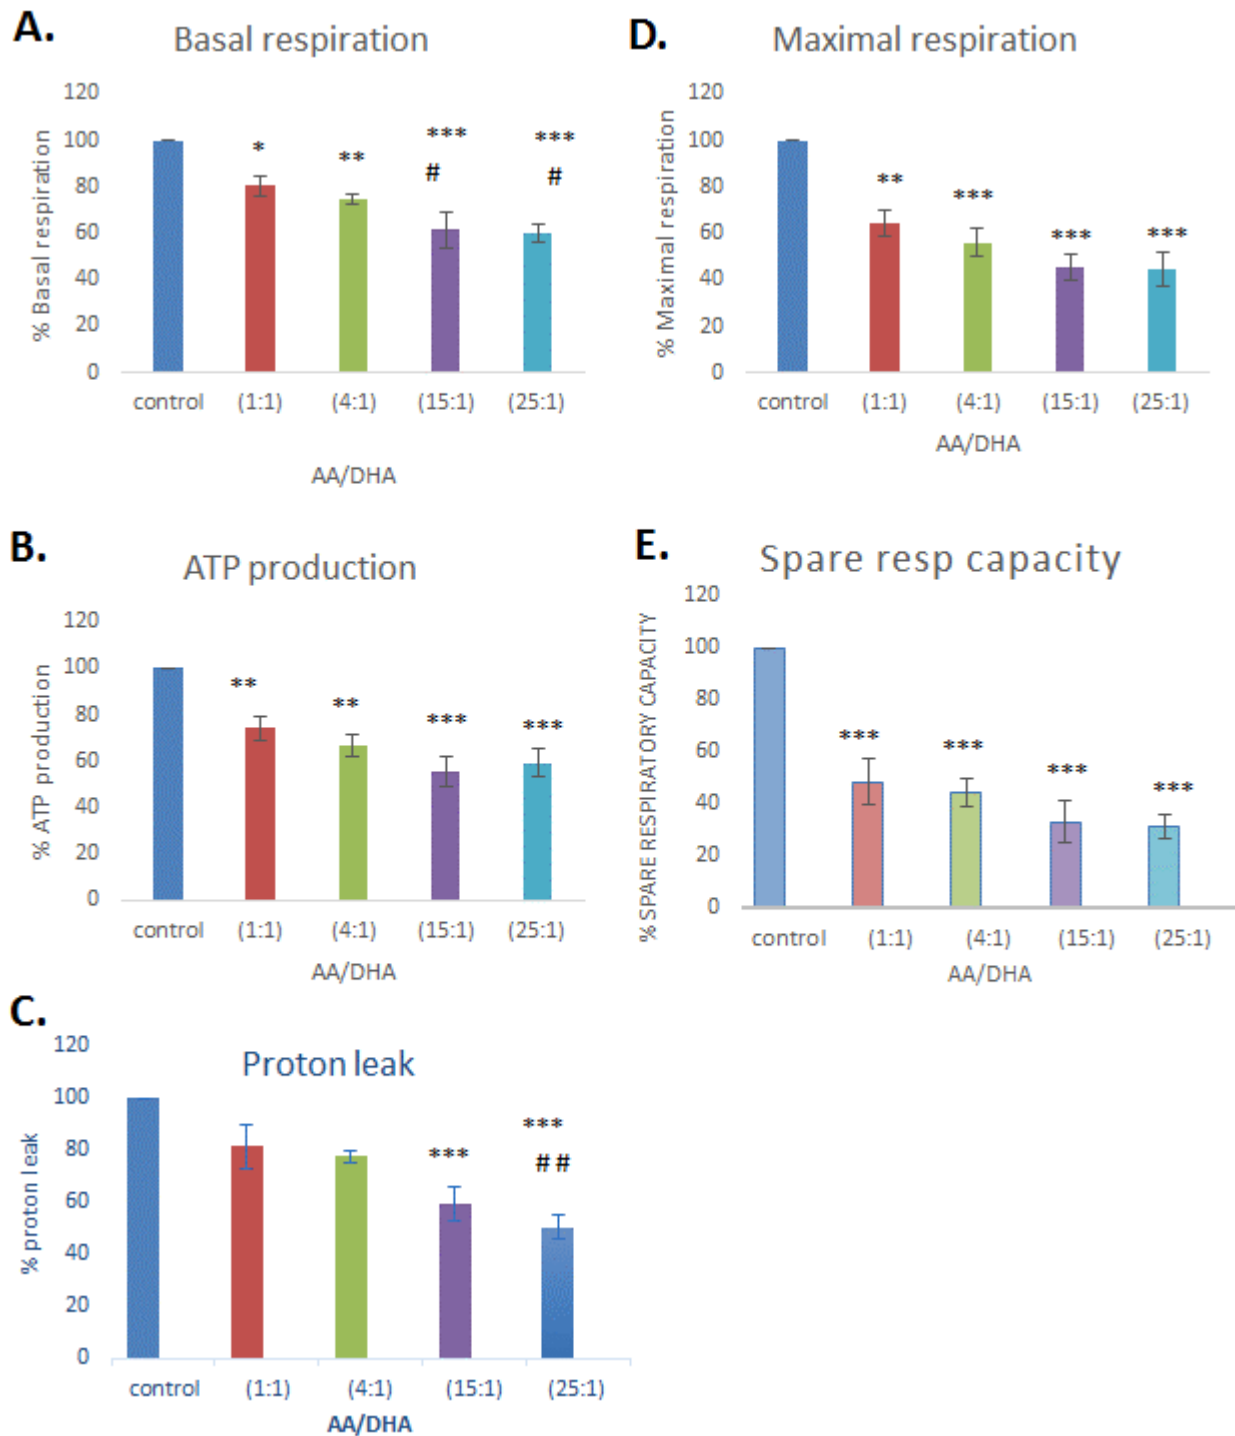 A.
Basal respiration
% Basal respiration
120
100
80
60
40
20
0
*
**
***
#
***
#
control (1:1) (4:1) (15:1) (25:1)
AA/DHA
D.
Maximal respiration
% Maximal respiration
120
100
80
60
40
20
0
**
***
***
***
control (1:1) (4:1) (15:1) (25:1)
AA/DHA
B.
ATP production
% ATP production
120
100
80
60
40
20
0
**
**
***
***
control (1:1) (4:1) (15:1) (25:1)
AA/DHA
E.
Spare resp capacity
% SPARE RESPIRATORY CAPACITY
120
100
80
60
40
20
0
***
***
***
***
control (1:1) (4:1) (15:1) (25:1)
AA/DHA
C.
Proton leak
% proton leak
120
100
80
60
40
20
0
***
***
##
control (1:1) (4:1) (15:1) (25:1)
AA/DHA